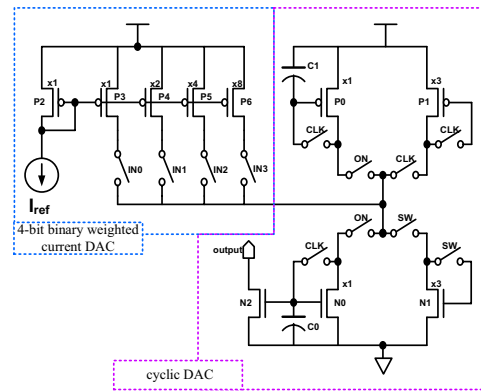 x1 x1 x2 x4 x8
P2 P3 P4 P5 P6
IN0 IN1 IN2 IN3
Iref
4-bit binary weighted
current DAC
C1
x1 x3
P0 P1
CLK CLK
ON CLK
ON SW
output CLK SW
x1 x3
N2 N0 N1
C0
cyclic DAC